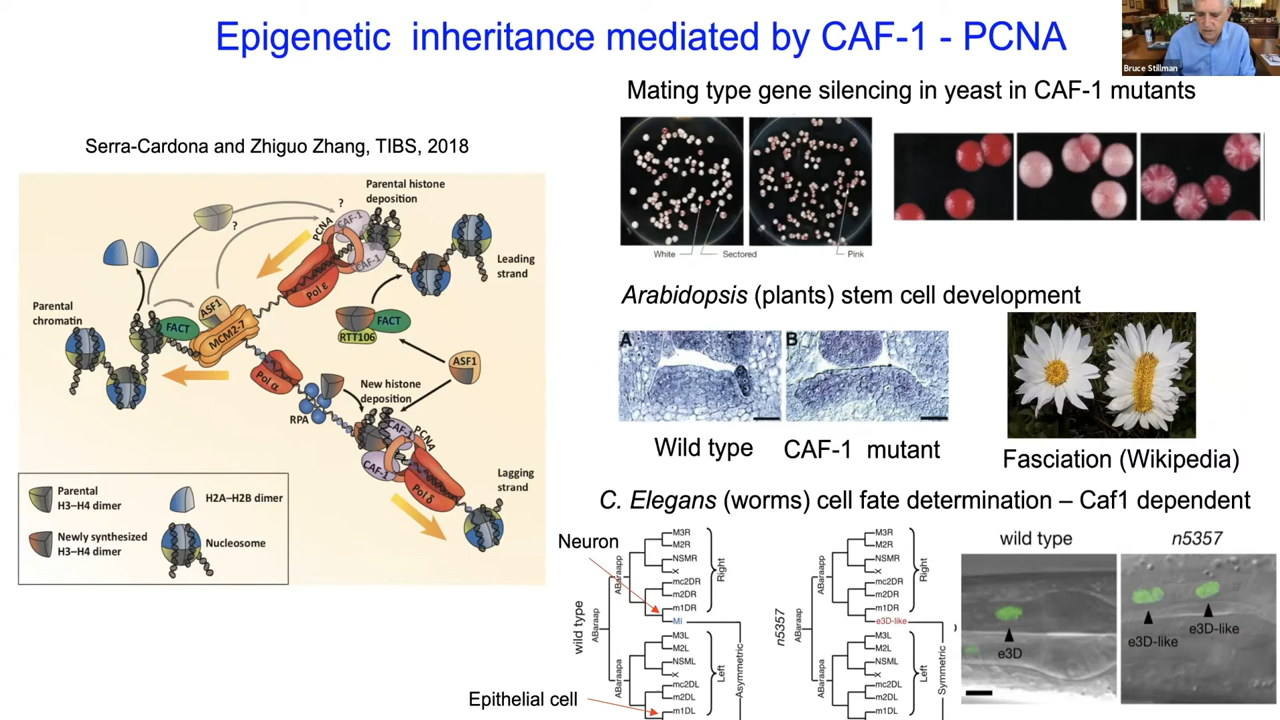 Epigenetic inheritance mediated by CAF-1 - PCNA
Bruce Stillman
Serra-Cardona and Zhiguo Zhang, TIBS, 2018
Parental histone
deposition
?
?
PCNA
CAF-1
CAF-1
Pol ε
Leading
strand
Parental
chromatin
FACT
ASF1
MCM2-7
RTT106
FACT
ASF1
Pol α
RPA
New histone
deposition
CAF-1
PCNA
CAF-1
Pol δ
Lagging
strand
Parental
H3–H4 dimer
H2A–H2B dimer
Newly synthesized
H3–H4 dimer
Nucleosome
Mating type gene silencing in yeast in CAF-1 mutants
White
Sectored
Pink
Arabidopsis (plants) stem cell development
A
B
Wild type
CAF-1 mutant
Fasciation (Wikipedia)
C. Elegans (worms) cell fate determination – Caf1 dependent
Neuron
Epithelial cell
wild type
ABaraap
ABaraapp
ABaraapa
M3R
M2R
NSMR
x
mc2DR
m2DR
m1DR
MI
M3L
M2L
NSML
x
mc2DL
m2DL
m1DL
Right
Left
Asymmetric
n5357
ABaraap
ABaraapp
ABaraapa
M3R
M2R
NSMR
x
mc2DR
m2DR
m1DR
e3D-like
M3L
M2L
NSML
x
mc2DL
m2DL
m1DL
Right
Left
Symmetric
wild type
n5357
e3D
e3D-like
e3D-like